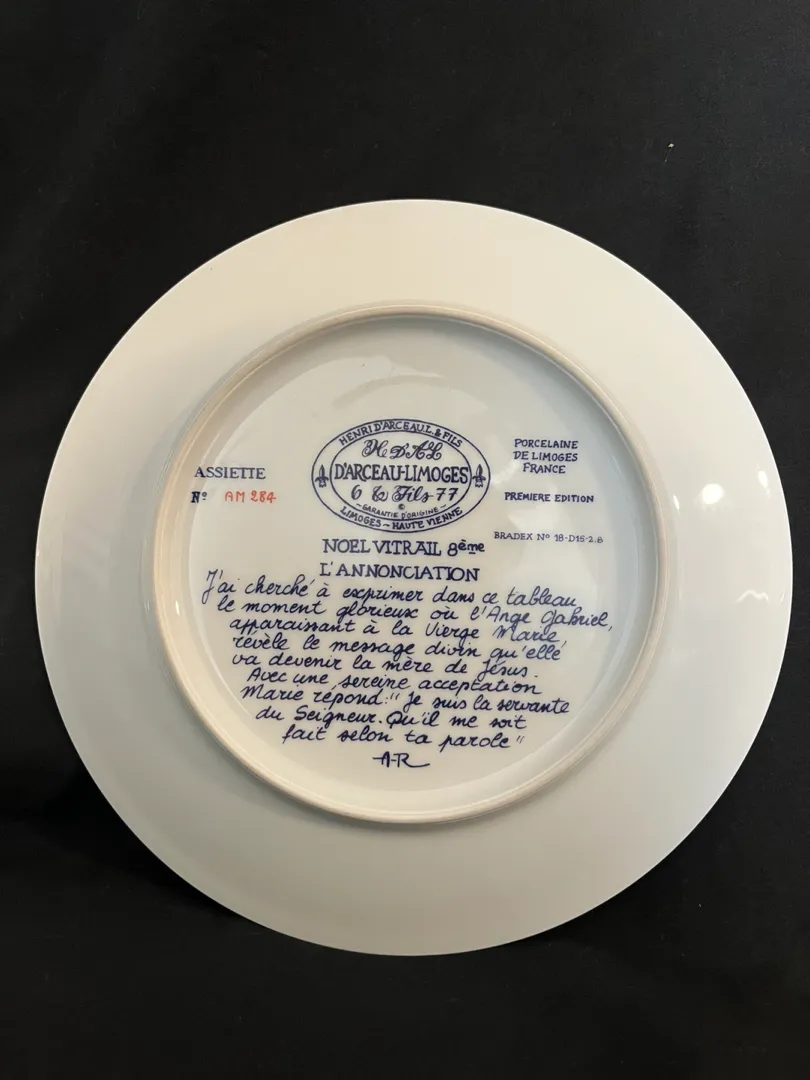 HENRI D'ARCEAU L. & FILS
H D'A L
D'ARCEAU-LIMOGES
6 & Fils 77
~ GARANTIE D'ORIGINE ~
©
LIMOGES ~ HAUTE VIENNE
ASSIETTE
Nº AM 284
PORCELAINE
DE LIMOGES
FRANCE
PREMIERE EDITION
BRADEX Nº 18-D15-2.8
NOEL VITRAIL 8ème
L'ANNONCIATION
J'ai cherché à exprimer dans ce tableau
le moment glorieux où l'Ange Gabriel,
apparaissant à la Vierge Marie,
révèle le message divin qu'elle
va devenir la mère de Jésus.
Avec une sereine acceptation
Marie répond: "Je suis la servante
du Seigneur. Qu'il me soit
fait selon ta parole"
A-R